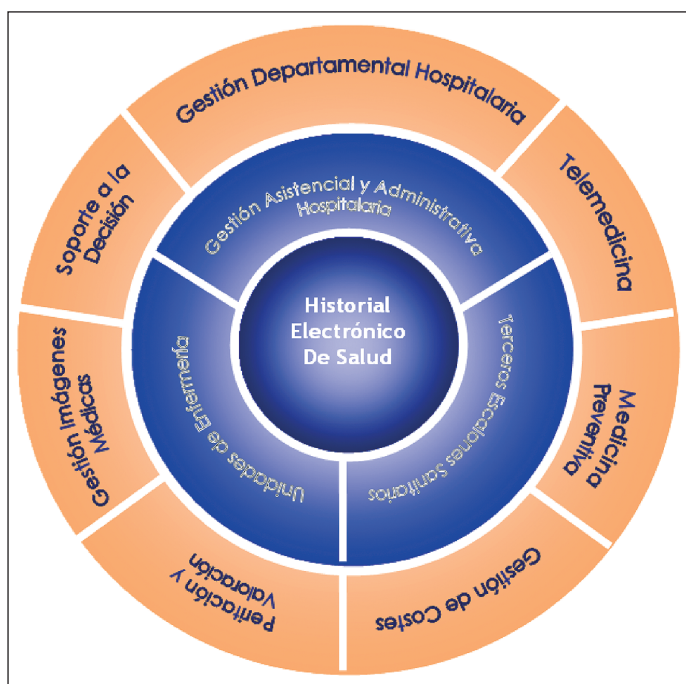 Gestión Departamental Hospitalaria
Telemedicina
Medicina
Preventiva
Gestión de Costes
Peritación y
Valoración
Gestión Imágenes
Médicas
Soporte a la
Decisión
Gestión Asistencial y Administrativa
Hospitalaria
Terceros Escalones Sanitarios
Unidades de Enfermería
Historial
Electrónico
De Salud